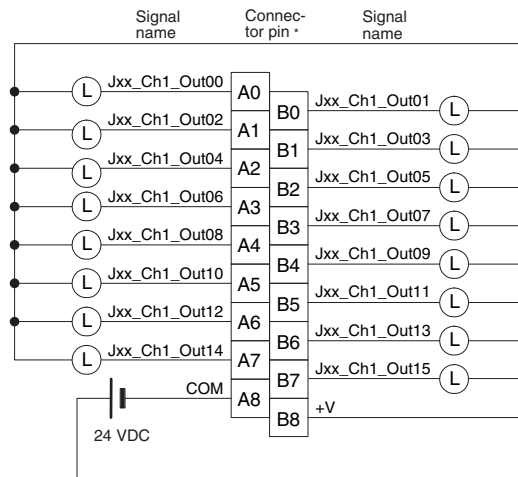 Signal name
Connec-tor pin *
Signal name
L Jxx_Ch1_Out00 A0
B0 Jxx_Ch1_Out01 L
L Jxx_Ch1_Out02 A1
B1 Jxx_Ch1_Out03 L
L Jxx_Ch1_Out04 A2
B2 Jxx_Ch1_Out05 L
L Jxx_Ch1_Out06 A3
B3 Jxx_Ch1_Out07 L
L Jxx_Ch1_Out08 A4
B4 Jxx_Ch1_Out09 L
L Jxx_Ch1_Out10 A5
B5 Jxx_Ch1_Out11 L
L Jxx_Ch1_Out12 A6
B6 Jxx_Ch1_Out13 L
L Jxx_Ch1_Out14 A7
B7 Jxx_Ch1_Out15 L
COM A8
B8 +V
24 VDC